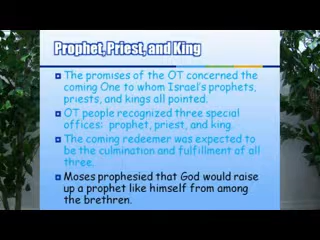 Prophet, Priest, and King
The promises of the OT concerned the
coming One to whom Israel's prophets,
priests, and kings all pointed.
OT people recognized three special
offices: prophet, priest, and king.
The coming redeemer was expected to
be the culmination and fulfillment of all
three.
Moses prophesied that God would raise
up a prophet like himself from among
the brethren.